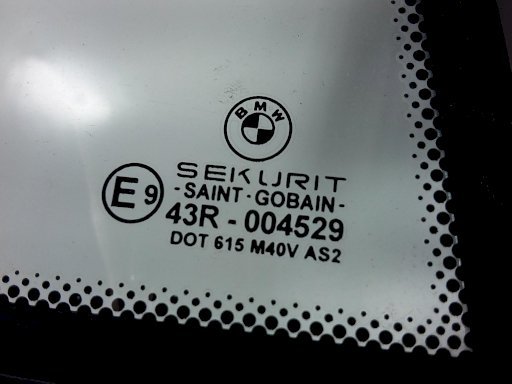 BMW
SEKURIT
E9
-SAINT-GOBAIN-
43R - 004529
DOT 615 M40V AS2